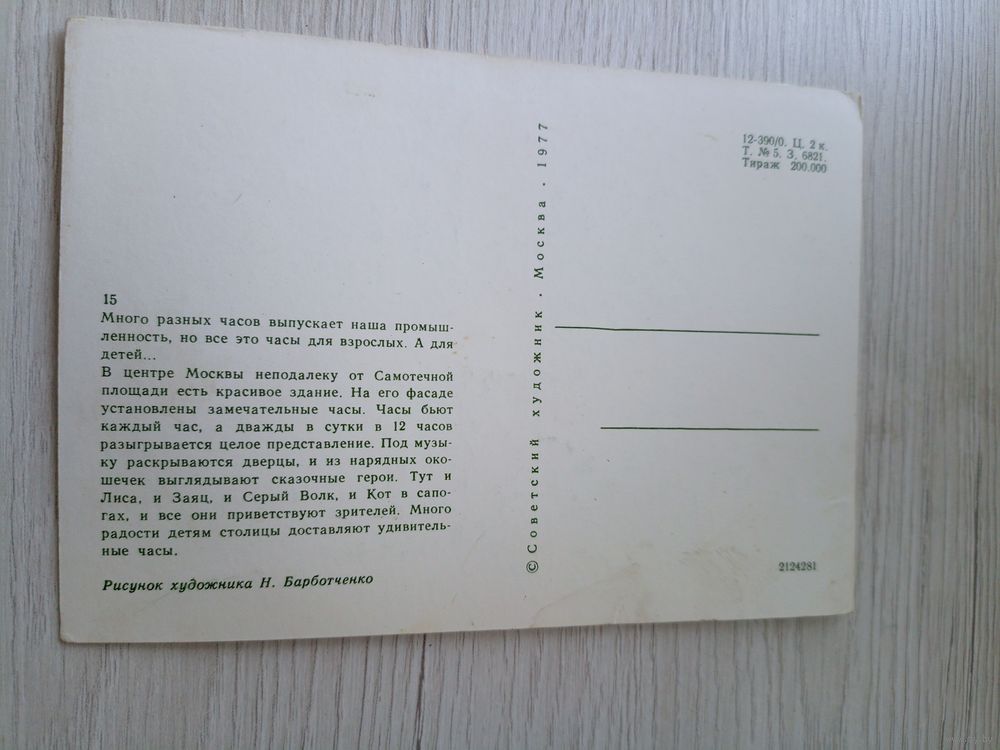 15
Много разных часов выпускает наша промыш-
ленность, но все это часы для взрослых. А для
детей...
В центре Москвы неподалеку от Самотечной
площади есть красивое здание. На его фасаде
установлены замечательные часы. Часы бьют
каждый час, а дважды в сутки в 12 часов
разыгрывается целое представление. Под музы-
ку раскрываются дверцы, и из нарядных око-
шечек выглядывают сказочные герои. Тут и
Лиса, и Заяц, и Серый Волк, и Кот в сапо-
гах, и все они приветствуют зрителей. Много
радости детям столицы доставляют удивитель-
ные часы.
Рисунок художника Н. Барботченко
© Советский художник . Москва . 1977
12-390/0. Ц. 2 к.
Т. № 5. З. 6821.
Тираж 200.000
2124281